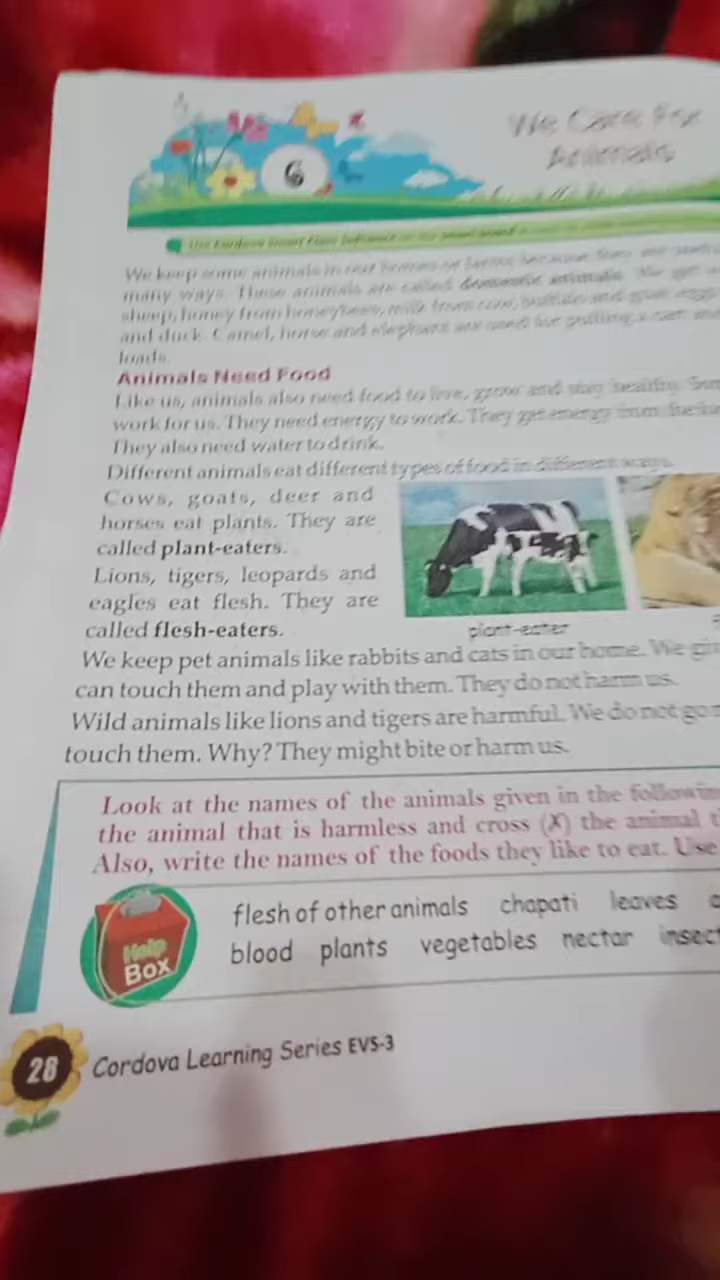 6
We Care For
Animals
We keep some animals in our homes or farms because they are
many ways. These animals are called domestic animals. We get
sheep, honey from honeybees, milk from cow, buffalo and goat, eggs
and duck. Camel, horse and elephant are used for pulling a cart
loads.
Animals Need Food
Like us, animals also need food to live, grow and stay healthy.
work for us. They need energy to work. They get energy from
They also need water to drink.
Different animals eat different types of food in different ways.
Cows, goats, deer and
horses eat plants. They are
called plant-eaters.
Lions, tigers, leopards and
eagles eat flesh. They are
called flesh-eaters.
plant-eater
We keep pet animals like rabbits and cats in our home. We
can touch them and play with them. They do not harm us.
Wild animals like lions and tigers are harmful. We do not go
touch them. Why? They might bite or harm us.
Look at the names of the animals given in the
the animal that is harmless and cross (X) the animal
Also, write the names of the foods they like to eat. Use
Help
Box
flesh of other animals chapati leaves
blood plants vegetables nectar
28 Cordova Learning Series EVS-3